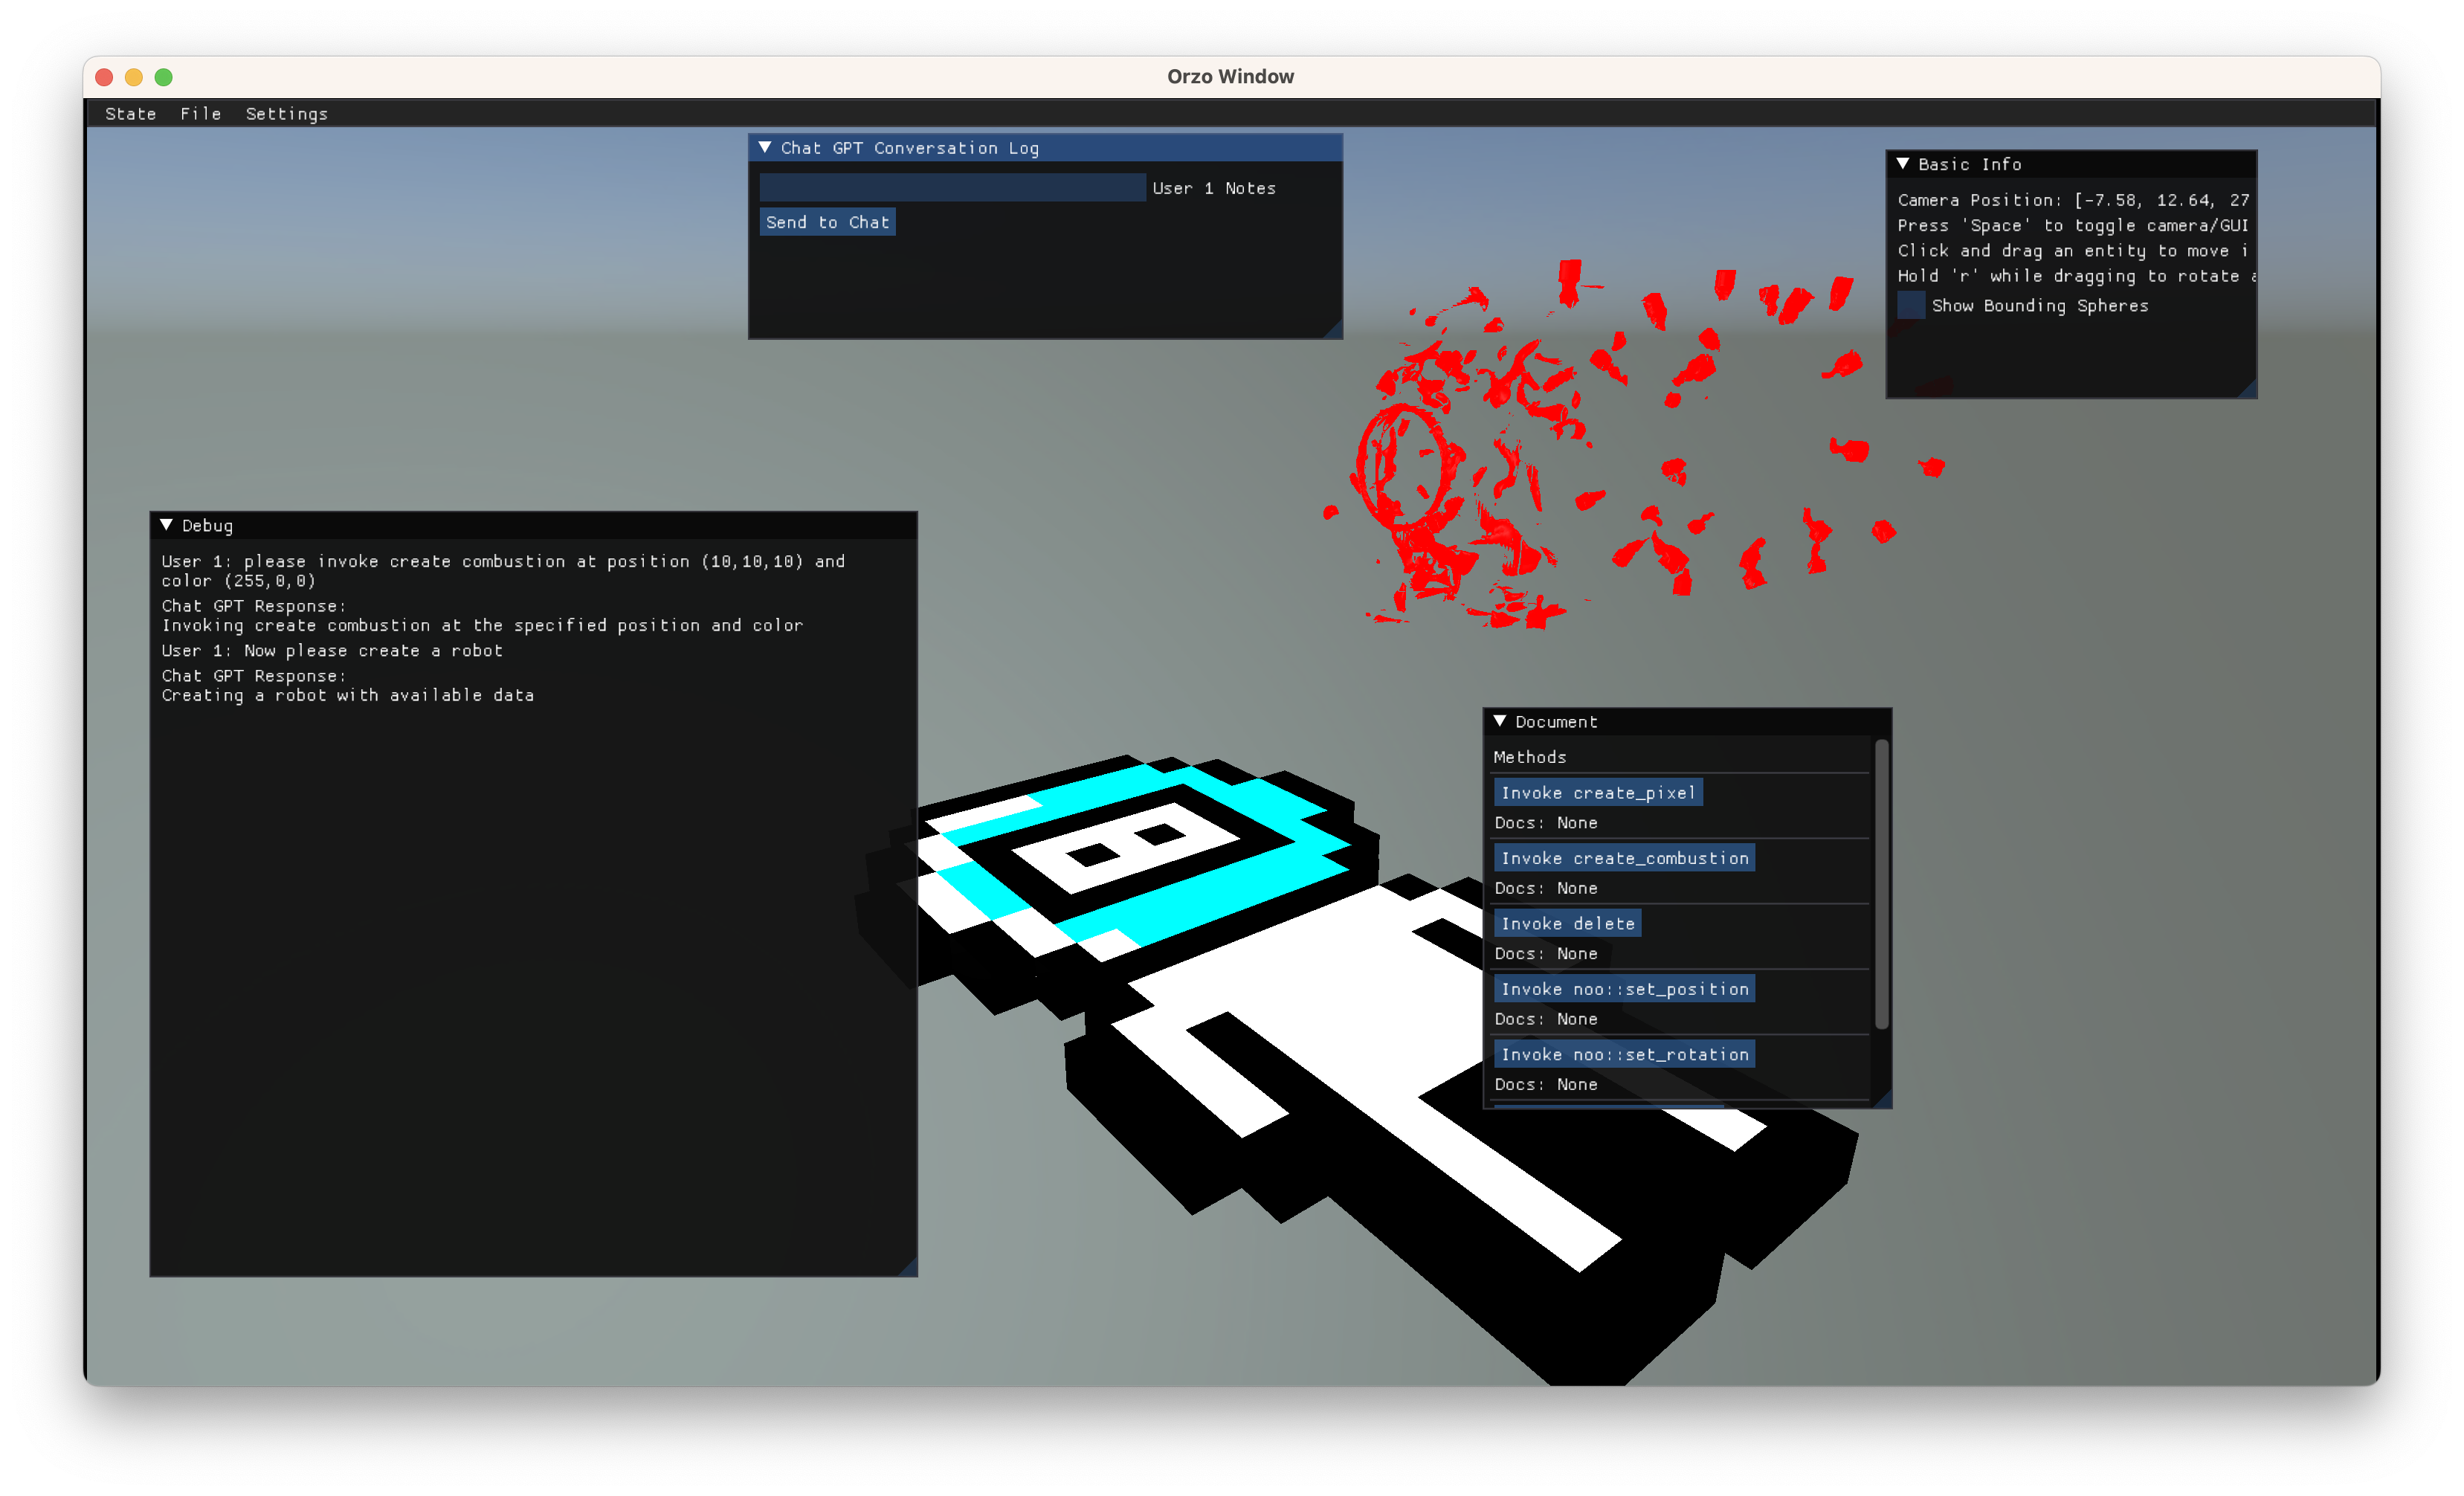 Orzo Window
State File Settings
Chat GPT Conversation Log
User 1 Notes
Send to Chat
Basic Info
Camera Position: [-7.58, 12.64, 27
Press 'Space' to toggle camera/GUI
Click and drag an entity to move i
Hold 'r' while dragging to rotate a
Show Bounding Spheres
Debug
User 1: please invoke create combustion at position (10,10,10) and
color (255,0,0)
Chat GPT Response:
Invoking create combustion at the specified position and color
User 1: Now please create a robot
Chat GPT Response:
Creating a robot with available data
Document
Methods
Invoke create_pixel
Docs: None
Invoke create_combustion
Docs: None
Invoke delete
Docs: None
Invoke noo::set_position
Docs: None
Invoke noo::set_rotation
Docs: None